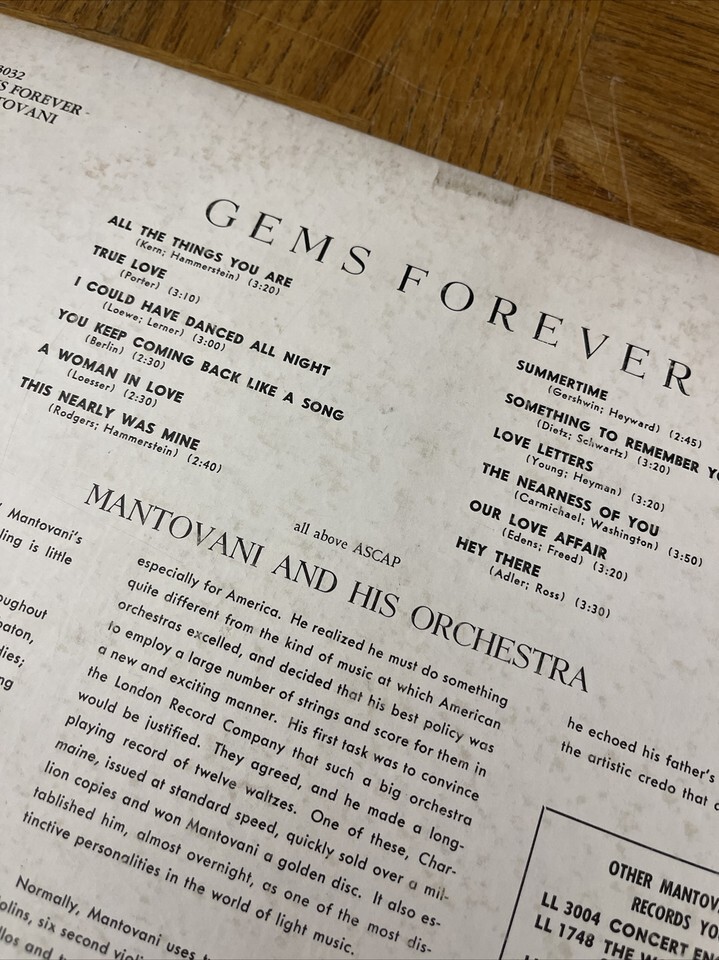 3032
S FOREVER -
TOVANI
GEMS FOREVER
ALL THE THINGS YOU ARE
(Kern; Hammerstein) (3:20)
TRUE LOVE
(Porter) (3:10)
I COULD HAVE DANCED ALL NIGHT
(Loewe; Lerner) (3:00)
YOU KEEP COMING BACK LIKE A SONG
(Berlin) (2:30)
A WOMAN IN LOVE
(Loesser) (2:30)
THIS NEARLY WAS MINE
(Rodgers; Hammerstein) (2:40)
SUMMERTIME
(Gershwin; Heyward) (2:45)
SOMETHING TO REMEMBER
(Dietz; Schwartz) (3:20)
LOVE LETTERS
(Young; Heyman) (3:20)
THE NEARNESS OF YOU
(Carmichael; Washington) (3:50)
OUR LOVE AFFAIR
(Edens; Freed) (3:20)
HEY THERE
(Adler; Ross) (3:30)
all above ASCAP
MANTOVANI AND HIS ORCHESTRA
Mantovani's
ling is little
oughout
baton,
dies;
ng
especially for America. He realized he must do something
quite different from the kind of music at which American
orchestras excelled, and decided that his best policy was
to employ a large number of strings and score for them in
a new and exciting manner. His first task was to convince
the London Record Company that such a big orchestra
would be justified. They agreed, and he made a long-
playing record of twelve waltzes. One of these, Char-
maine, issued at standard speed, quickly sold over a mil-
lion copies and won Mantovani a golden disc. It also es-
tablished him, almost overnight, as one of the most dis-
tinctive personalities in the world of light music.
Normally, Mantovani uses
olins, six second
llos and
he echoed his father's
the artistic credo that
OTHER MANTOV
RECORDS YO
LL 3004 CONCERT EN
LL 1748 THE W